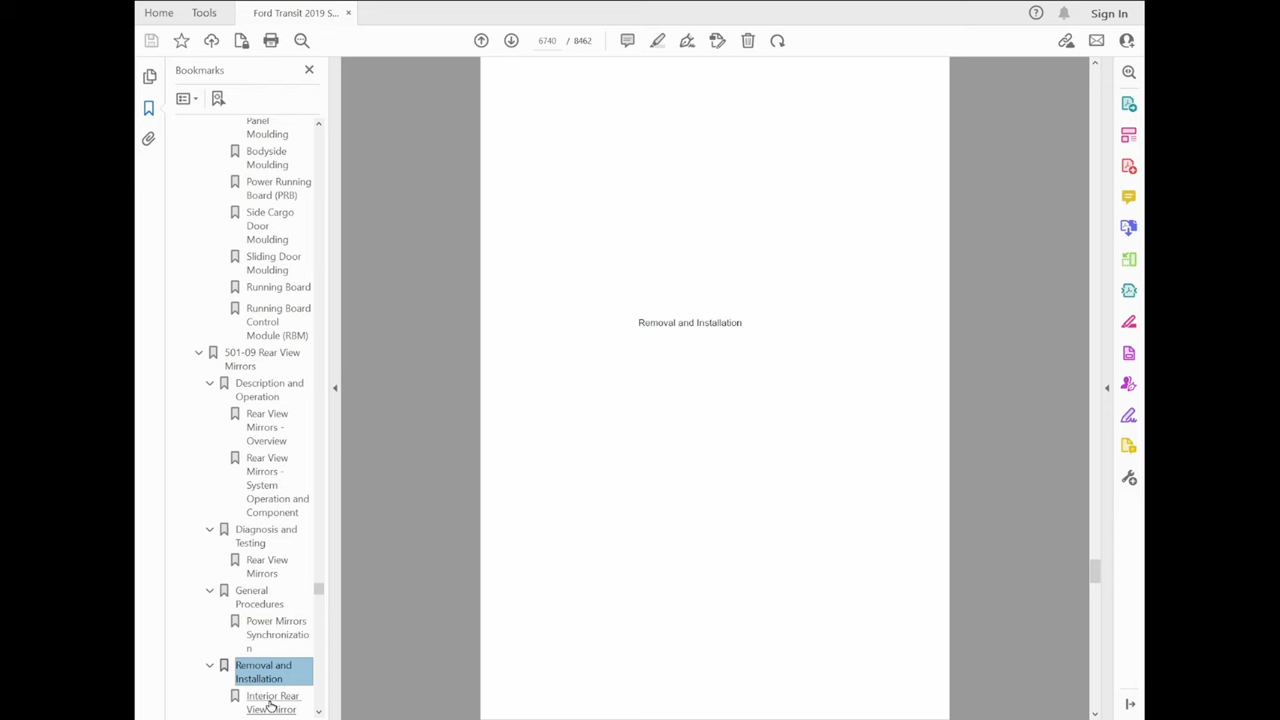 Home
Tools
Ford Transit 2019 S...
×
Sign In
6740 / 8462
Bookmarks
Panel
Moulding
Bodyside
Moulding
Power Running
Board (PRB)
Side Cargo
Door
Moulding
Sliding Door
Moulding
Running Board
Running Board
Control
Module (RBM)
501-09 Rear View
Mirrors
Description and
Operation
Rear View
Mirrors -
Overview
Rear View
Mirrors -
System
Operation and
Component
Diagnosis and
Testing
Rear View
Mirrors
General
Procedures
Power Mirrors
Synchronizatio
n
Removal and
Installation
Interior Rear
View Mirror
Removal and Installation